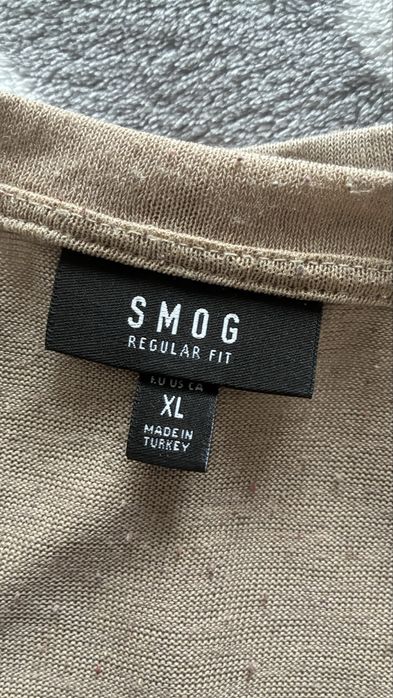 SMOG
REGULAR FIT
EU US CA
XL
MADE IN
TURKEY